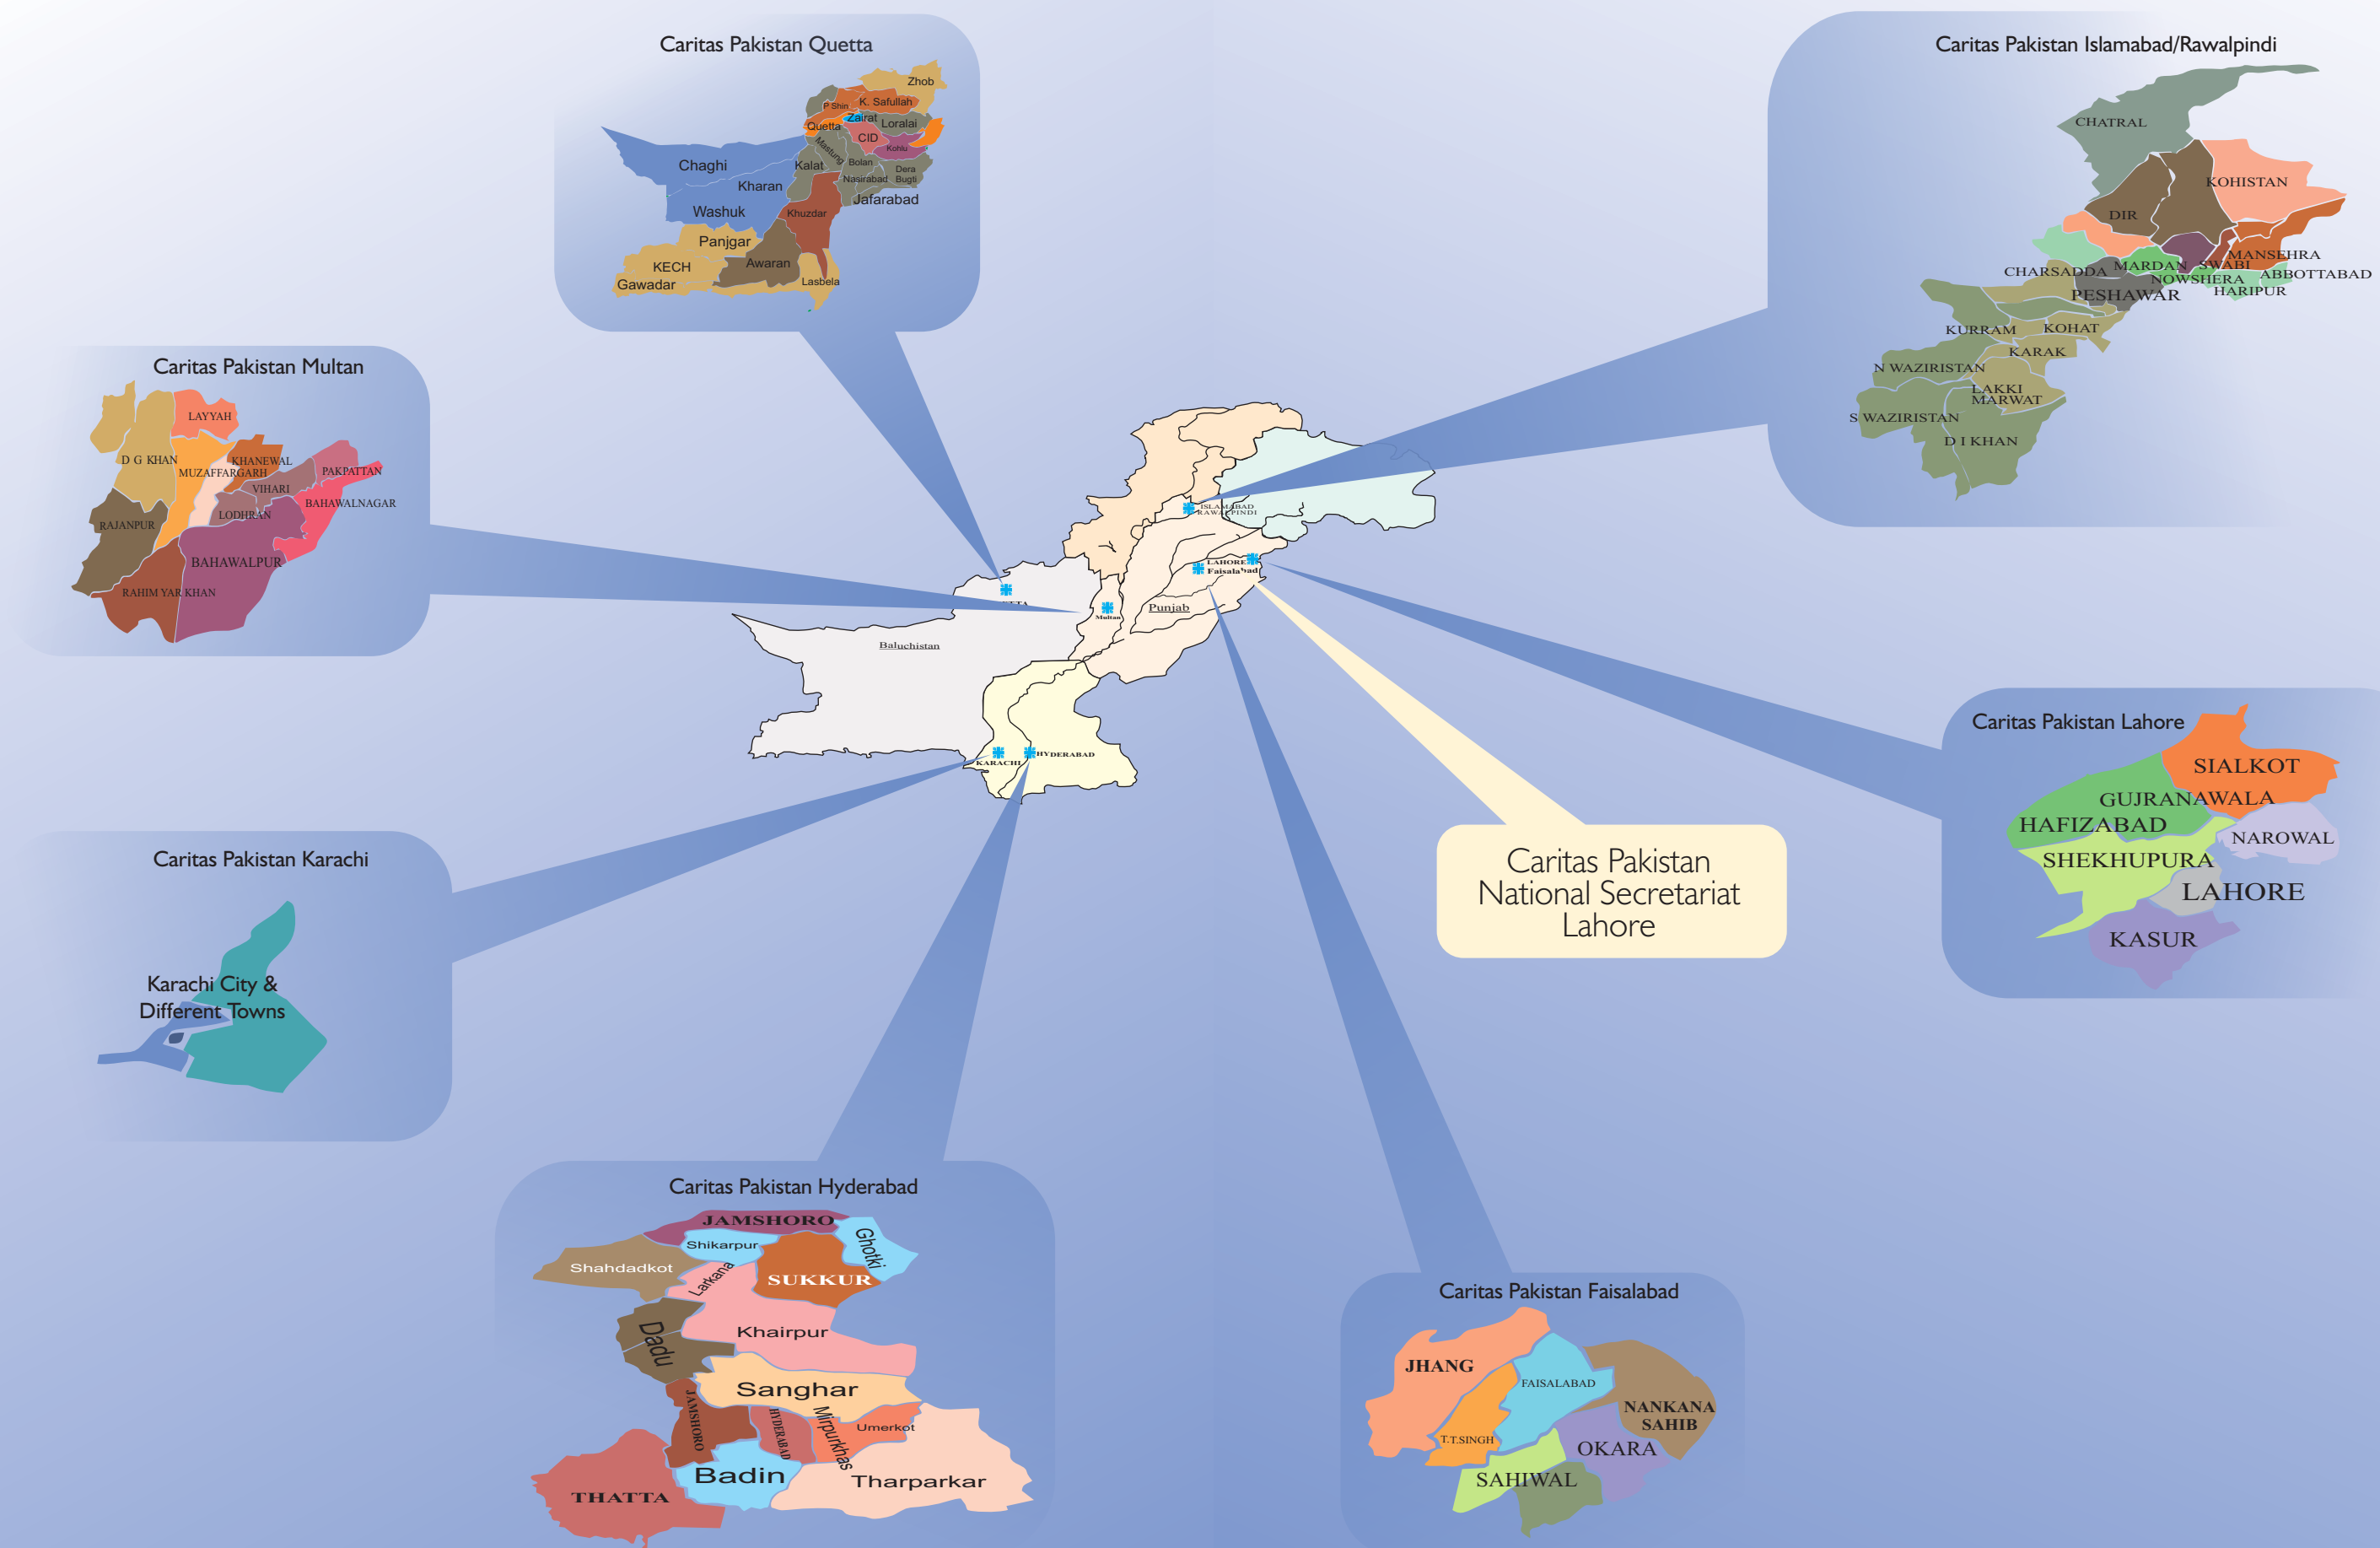 Caritas Pakistan Quetta
Zhob
P Shin
K. Safullah
Zairat
Loralai
Quetta
CID
Mastung
Kohlu
Chaghi
Kalat
Bolan
Dera
Bugti
Nasirabad
Kharan
Jafarabad
Washuk
Khuzdar
Panjgar
KECH
Awaran
Gawadar
Lasbela
Caritas Pakistan Islamabad/Rawalpindi
CHATRAL
KOHISTAN
DIR
MANSEHRA
CHARSADDA
MARDAN
SWABI
ABBOTTABAD
NOWSHERA
HARIPUR
PESHAWAR
KURRAM
KOHAT
KARAK
N WAZIRISTAN
LAKKI
MARWAT
S WAZIRISTAN
D I KHAN
Caritas Pakistan Multan
LAYYAH
D G KHAN
KHANEWAL
MUZAFFARGARH
PAKPATTAN
VIHARI
BAHAWALNAGAR
LODHRAN
RAJANPUR
BAHAWALPUR
RAHIM YAR KHAN
ISLAMABAD
RAWALPINDI
LAHORE
Faisalabad
Punjab
Multan
Baluchistan
HYDERABAD
KARACHI
Caritas Pakistan Lahore
SIALKOT
GUJRANAWALA
HAFIZABAD
NAROWAL
SHEKHUPURA
LAHORE
KASUR
Caritas Pakistan
National Secretariat
Lahore
Caritas Pakistan Karachi
Karachi City &
Different Towns
Caritas Pakistan Hyderabad
JAMSHORO
Shikarpur
Ghotki
Shahdadkot
Larkana
SUKKUR
Khairpur
Dadu
Sanghar
JAMSHORO
HYDERABAD
Mirpurkhas
Umerkot
Badin
Tharparkar
THATTA
Caritas Pakistan Faisalabad
JHANG
FAISALABAD
NANKANA
SAHIB
T.T.SINGH
OKARA
SAHIWAL